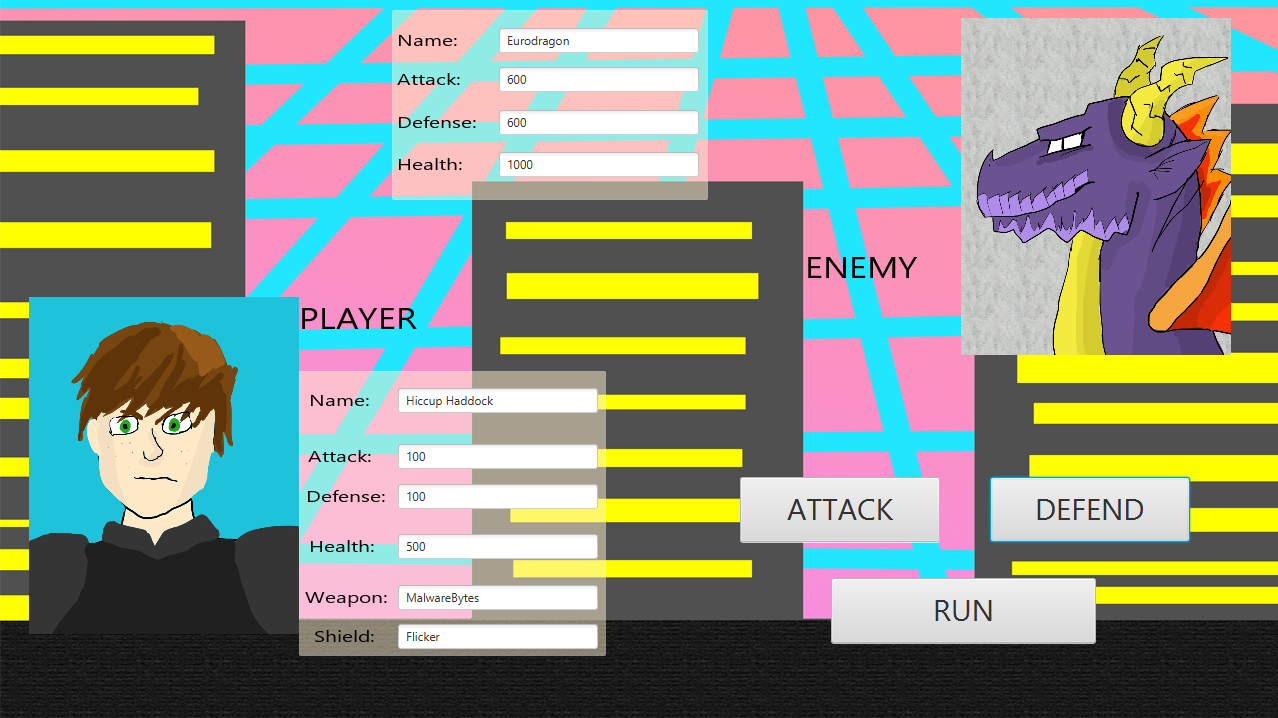 Name: Eurodragon
Attack: 600
Defense: 600
Health: 1000
ENEMY
PLAYER
Name: Hiccup Haddock
Attack: 100
Defense: 100
Health: 500
Weapon: MalwareBytes
Shield: Flicker
ATTACK
DEFEND
RUN